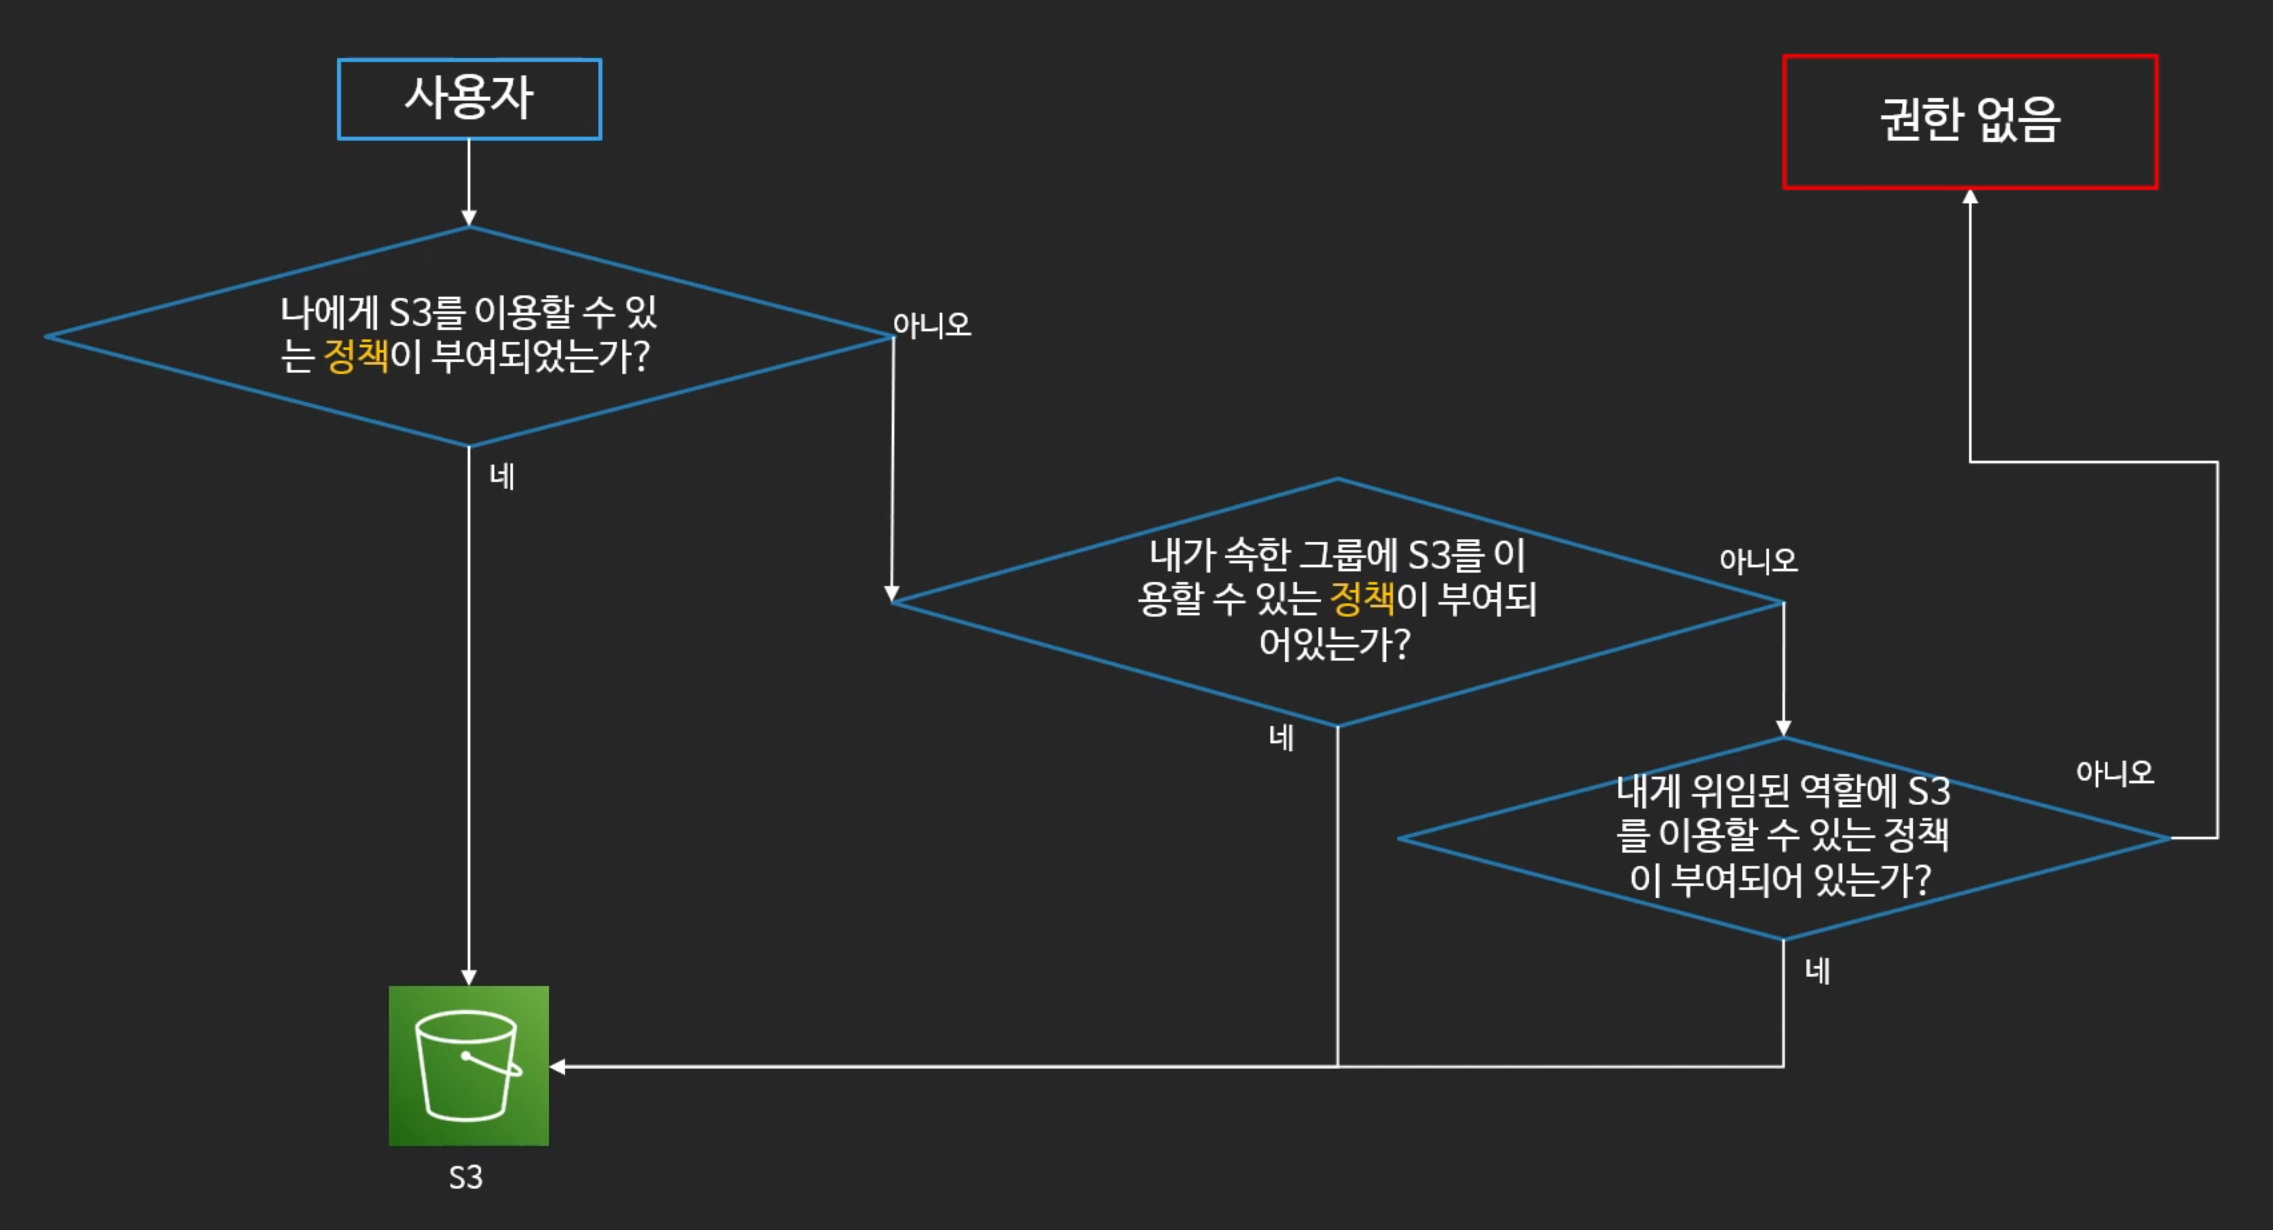 사용자
권한 없음
나에게 S3를 이용할 수 있
는 정책이 부여되었는가?
아니오
네
내가 속한 그룹에 S3를 이
용할 수 있는 정책이 부여되
어있는가?
아니오
네
내게 위임된 역할에 S3
를 이용할 수 있는 정책
이 부여되어 있는가?
아니오
네
S3